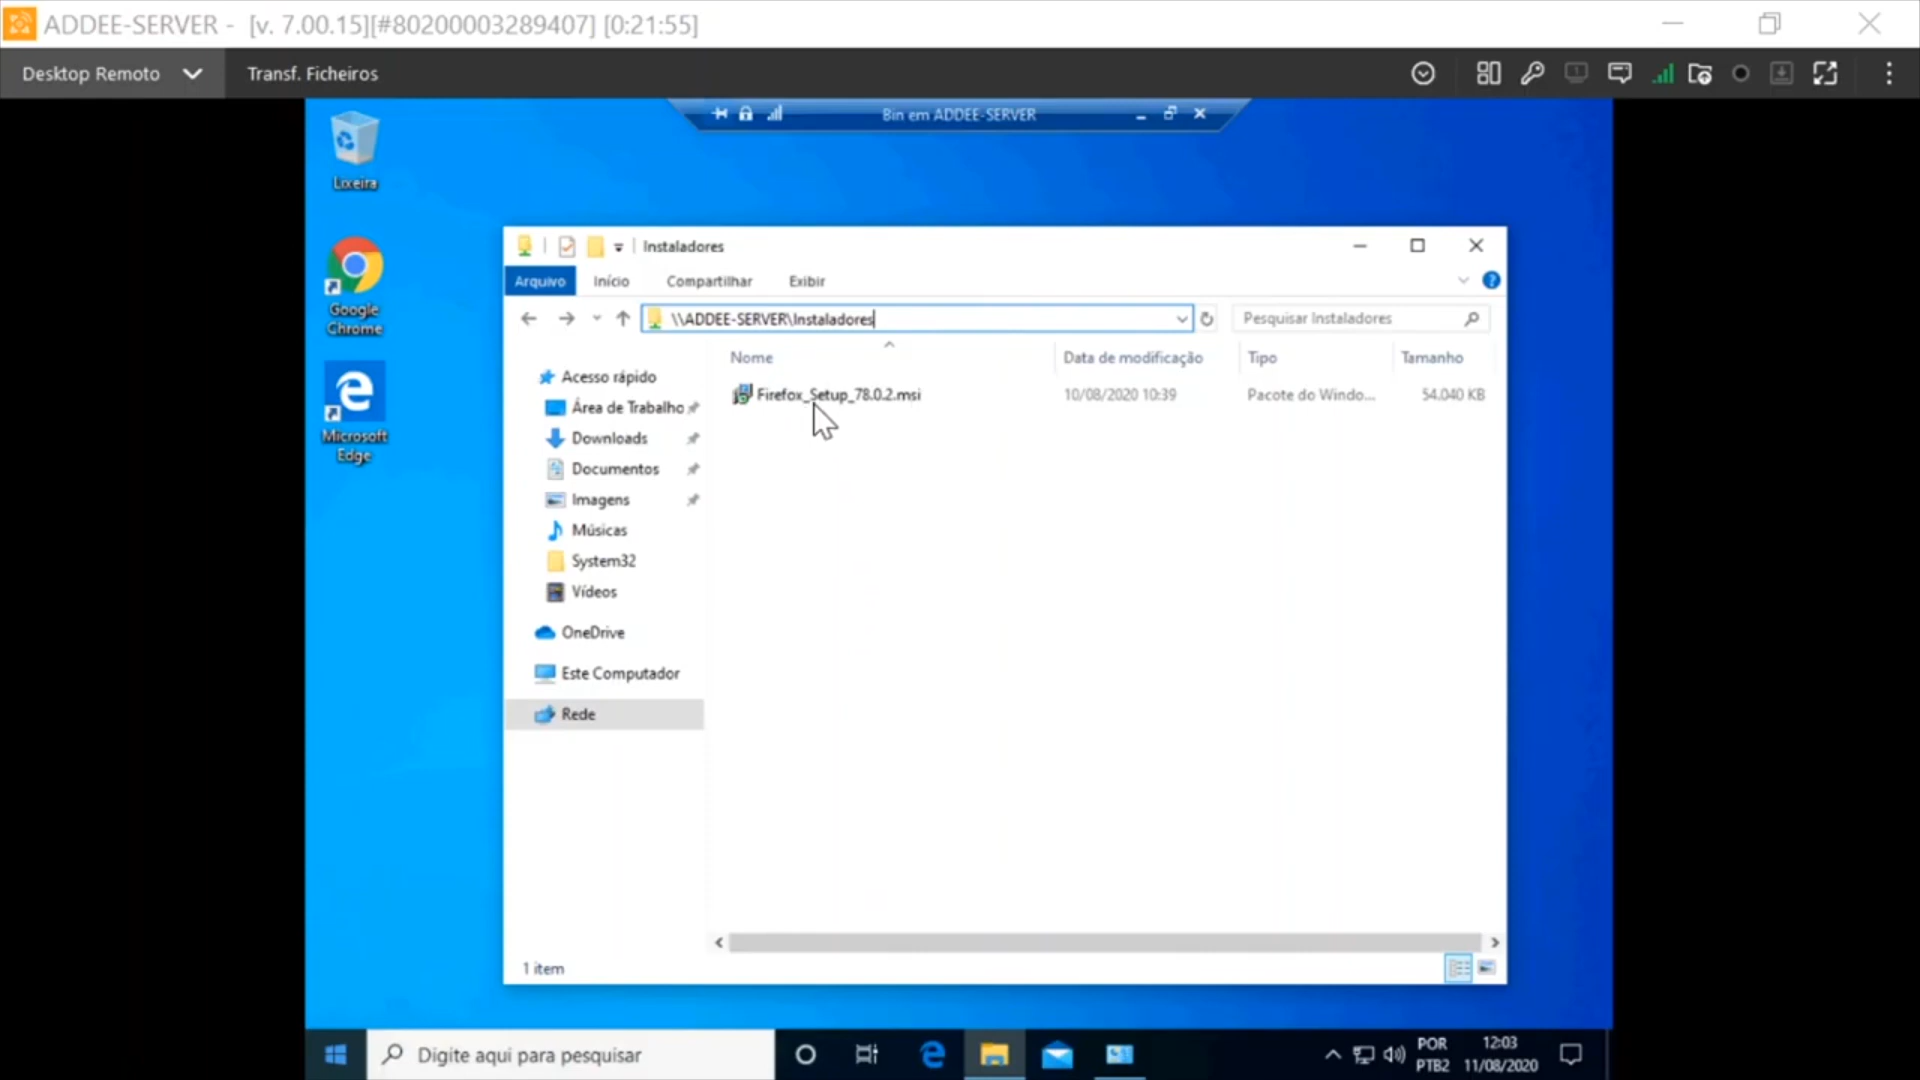 ADDEE-SERVER - [v. 7.00.15][#80200003289407] [0:21:55]
Desktop Remoto
Transf. Ficheiros
Bin em ADDEE-SERVER
Lixeira
Google
Chrome
Microsoft
Edge
Instaladores
Arquivo
Início
Compartilhar
Exibir
\\ADDEE-SERVER\Instaladores
Pesquisar Instaladores
Nome
Data de modificação
Tipo
Tamanho
Firefox_Setup_78.0.2.msi
10/08/2020 10:39
Pacote do Windo...
54.040 KB
Acesso rápido
Área de Trabalho
Downloads
Documentos
Imagens
Músicas
System32
Vídeos
OneDrive
Este Computador
Rede
1 item
Digite aqui para pesquisar
POR
PTB2
12:03
11/08/2020